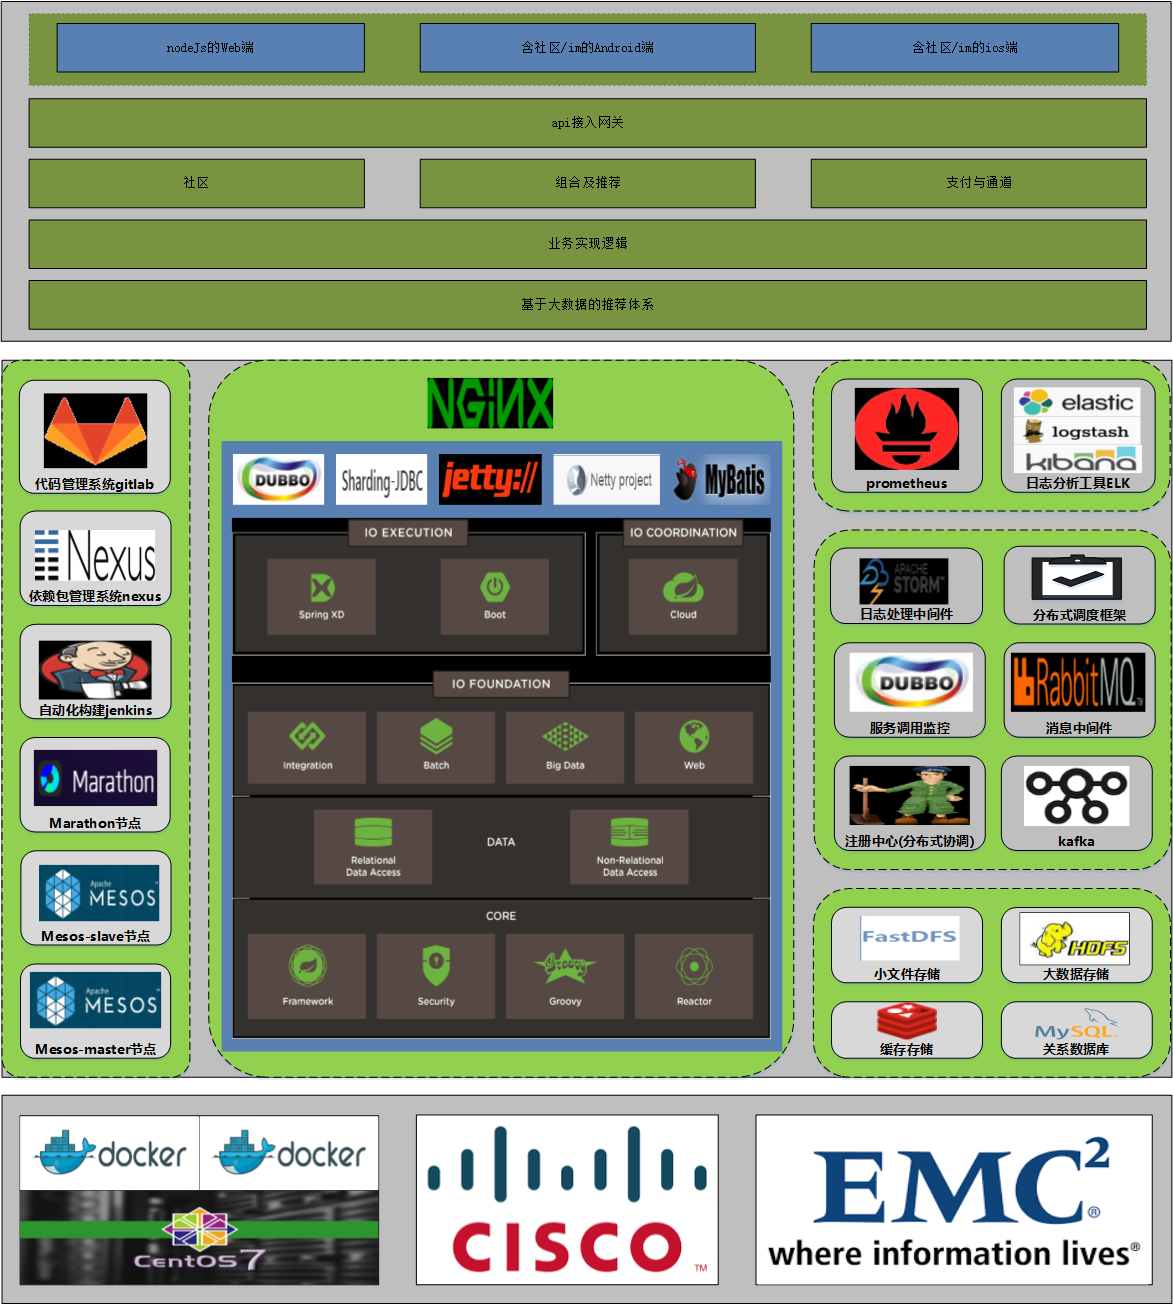 nodeJs的Web端
含社区/im的Android端
含社区/im的ios端
api接入网关
社区
组合及推荐
支付与通道
业务实现逻辑
基于大数据的推荐体系
代码管理系统gitlab
Nexus
依赖包管理系统nexus
自动化构建jenkins
Marathon
Marathon节点
Apache
MESOS
Mesos-slave节点
Apache
MESOS
Mesos-master节点
NGiNX
DUBBO
Sharding-JDBC
jetty://
Netty project
MyBatis
IO EXECUTION
IO COORDINATION
Spring XD
Boot
Cloud
IO FOUNDATION
Integration
Batch
Big Data
Web
DATA
Relational
Data Access
Non-Relational
Data Access
CORE
Framework
Security
Groovy
Groovy
Reactor
prometheus
elastic
logstash
kibana
日志分析工具ELK
APACHE
STORM™
日志处理中间件
分布式调度框架
DUBBO
服务调用监控
RabbitMQ™
消息中间件
注册中心(分布式协调)
kafka
FastDFS
小文件存储
HDFS
大数据存储
缓存存储
MySQL
关系数据库
docker
docker
CentOS 7
CISCO™
EMC²®
where information lives®